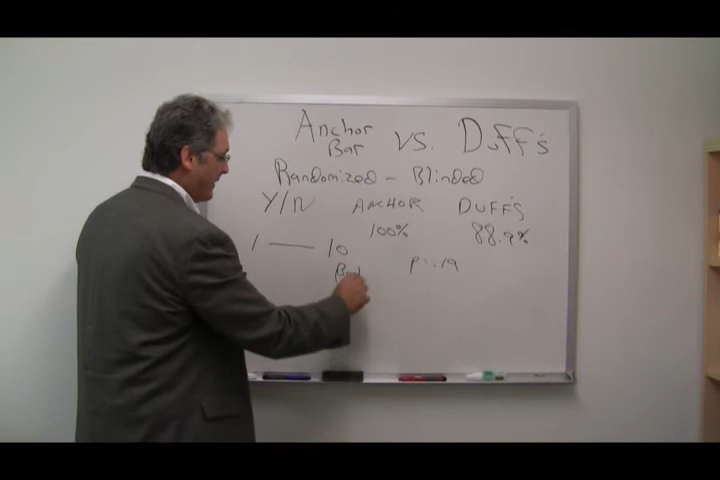 Anchor Bar vs. Duff's
Randomized - Blinded
Y/N ANCHOR DUFF'S
100% 88.9%
1 — 10
p=.19